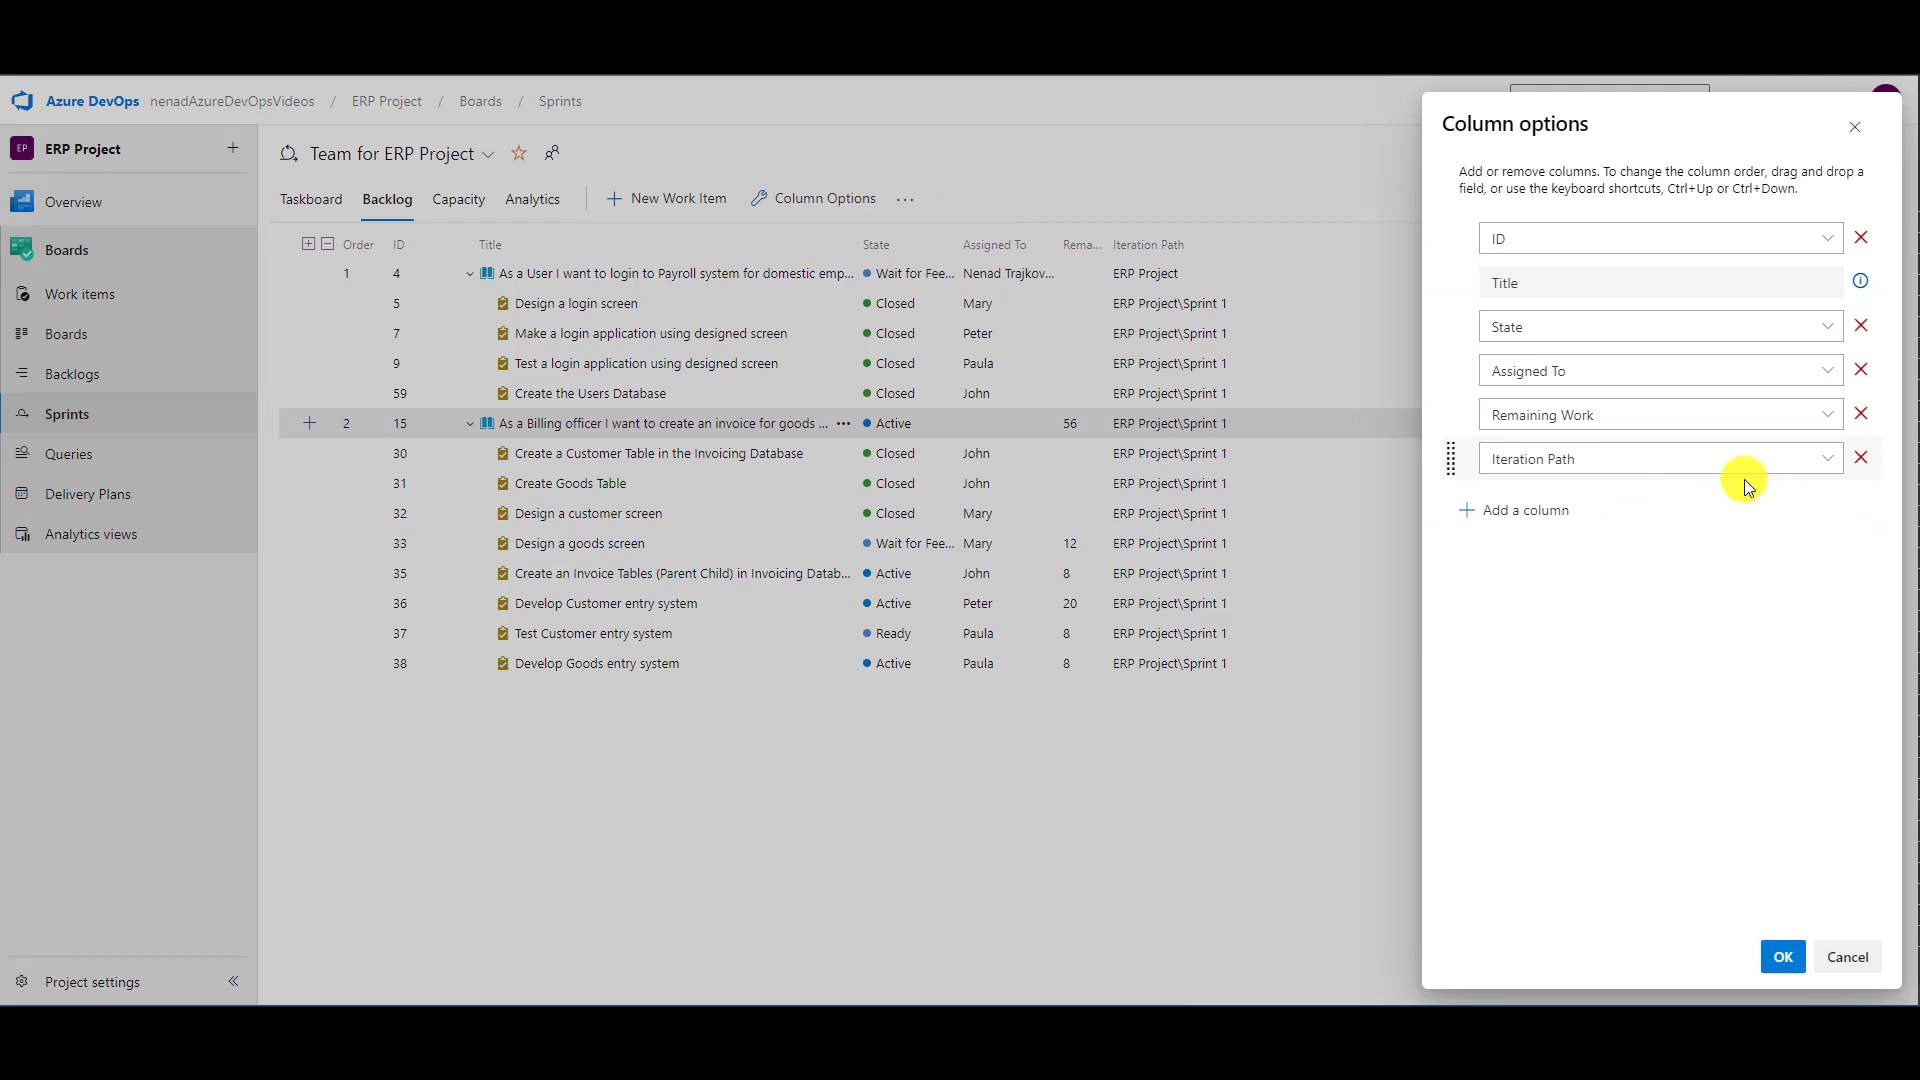 Azure DevOps nenadAzureDevOpsVideos / ERP Project / Boards / Sprints
EP ERP Project
Overview
Boards
Work items
Boards
Backlogs
Sprints
Queries
Delivery Plans
Analytics views
Project settings
Team for ERP Project
Taskboard Backlog Capacity Analytics New Work Item Column Options ...
Order ID Title State Assigned To Rema... Iteration Path
1 4 As a User I want to login to Payroll system for domestic emp... Wait for Fee... Nenad Trajkov... ERP Project
5 Design a login screen Closed Mary ERP Project\Sprint 1
7 Make a login application using designed screen Closed Peter ERP Project\Sprint 1
9 Test a login application using designed screen Closed Paula ERP Project\Sprint 1
59 Create the Users Database Closed John ERP Project\Sprint 1
2 15 As a Billing officer I want to create an invoice for goods ... ... Active 56 ERP Project\Sprint 1
30 Create a Customer Table in the Invoicing Database Closed John ERP Project\Sprint 1
31 Create Goods Table Closed John ERP Project\Sprint 1
32 Design a customer screen Closed Mary ERP Project\Sprint 1
33 Design a goods screen Wait for Fee... Mary 12 ERP Project\Sprint 1
35 Create an Invoice Tables (Parent Child) in Invoicing Datab... Active John 8 ERP Project\Sprint 1
36 Develop Customer entry system Active Peter 20 ERP Project\Sprint 1
37 Test Customer entry system Ready Paula 8 ERP Project\Sprint 1
38 Develop Goods entry system Active Paula 8 ERP Project\Sprint 1
Column options
Add or remove columns. To change the column order, drag and drop a
field, or use the keyboard shortcuts, Ctrl+Up or Ctrl+Down.
ID
Title
State
Assigned To
Remaining Work
Iteration Path
Add a column
OK Cancel